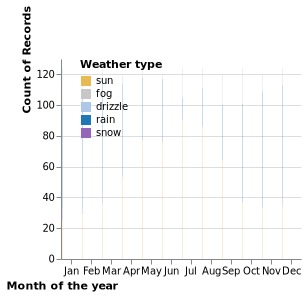 Count of Records
Weather type
sun
fog
drizzle
rain
snow
120
100
80
60
40
20
0
Jan Feb Mar Apr May Jun Jul Aug Sep Oct Nov Dec
Month of the year